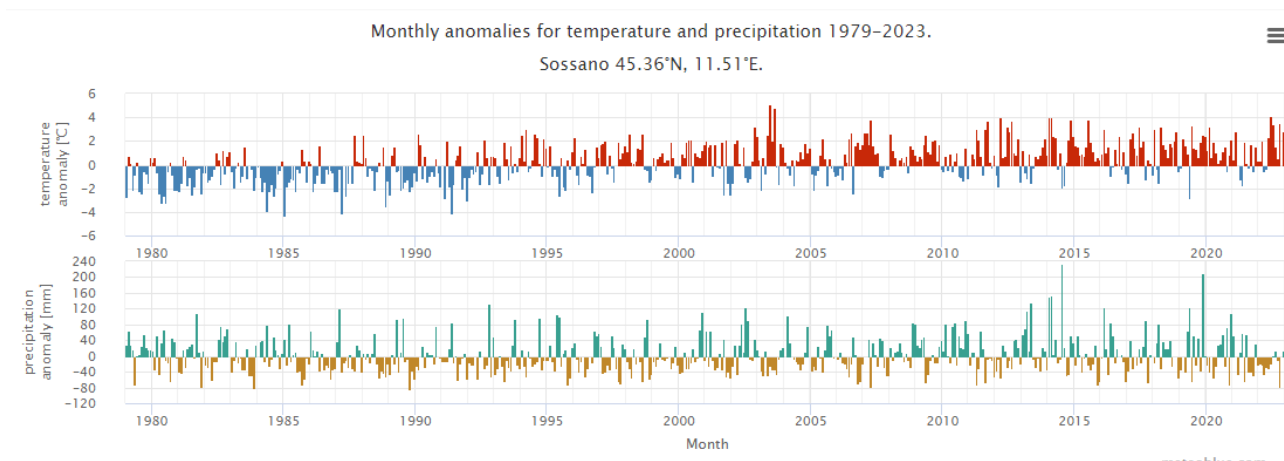 Monthly anomalies for temperature and precipitation 1979–2023.
Sossano 45.36°N, 11.51°E.
temperature
anomaly [°C]
6
4
2
0
−2
−4
−6
1980 1985 1990 1995 2000 2005 2010 2015 2020
precipitation
anomaly [mm]
240
200
160
120
80
40
0
−40
−80
−120
1980 1985 1990 1995 2000 2005 2010 2015 2020
Month